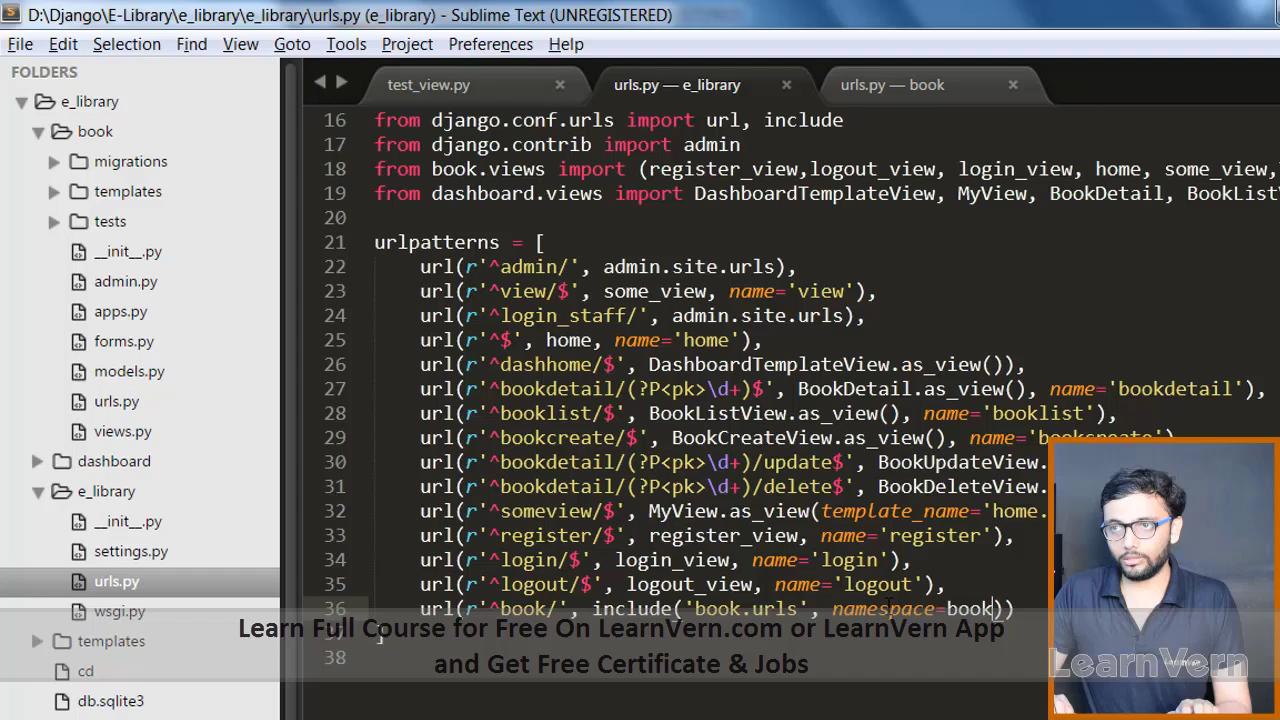 D:\Django\E-Library\e_library\e_library\urls.py (e_library) - Sublime Text (UNREGISTERED)
File Edit Selection Find View Goto Tools Project Preferences Help
FOLDERS
e_library
book
migrations
templates
tests
__init__.py
admin.py
apps.py
forms.py
models.py
urls.py
views.py
dashboard
e_library
__init__.py
settings.py
urls.py
wsgi.py
templates
cd
db.sqlite3
test_view.py
urls.py — e_library
urls.py — book
16 from django.conf.urls import url, include
17 from django.contrib import admin
18 from book.views import (register_view,logout_view, login_view, home, some_view,
19 from dashboard.views import DashboardTemplateView, MyView, BookDetail, BookList
20
21 urlpatterns = [
22 url(r'^admin/', admin.site.urls),
23 url(r'^view/$', some_view, name='view'),
24 url(r'^login_staff/', admin.site.urls),
25 url(r'^$', home, name='home'),
26 url(r'^dashhome/$', DashboardTemplateView.as_view()),
27 url(r'^bookdetail/(?P<pk>\d+)$', BookDetail.as_view(), name='bookdetail'),
28 url(r'^booklist/$', BookListView.as_view(), name='booklist'),
29 url(r'^bookcreate/$', BookCreateView.as_view(), name='bookcreate'),
30 url(r'^bookdetail/(?P<pk>\d+)/update$', BookUpdateView.
31 url(r'^bookdetail/(?P<pk>\d+)/delete$', BookDeleteView.
32 url(r'^someview/$', MyView.as_view(template_name='home.
33 url(r'^register/$', register_view, name='register'),
34 url(r'^login/$', login_view, name='login'),
35 url(r'^logout/$', logout_view, name='logout'),
36 url(r'^book/', include('book.urls', namespace=book))
]
38
Learn Full Course for Free On LearnVern.com or LearnVern App
and Get Free Certificate & Jobs
LearnVern